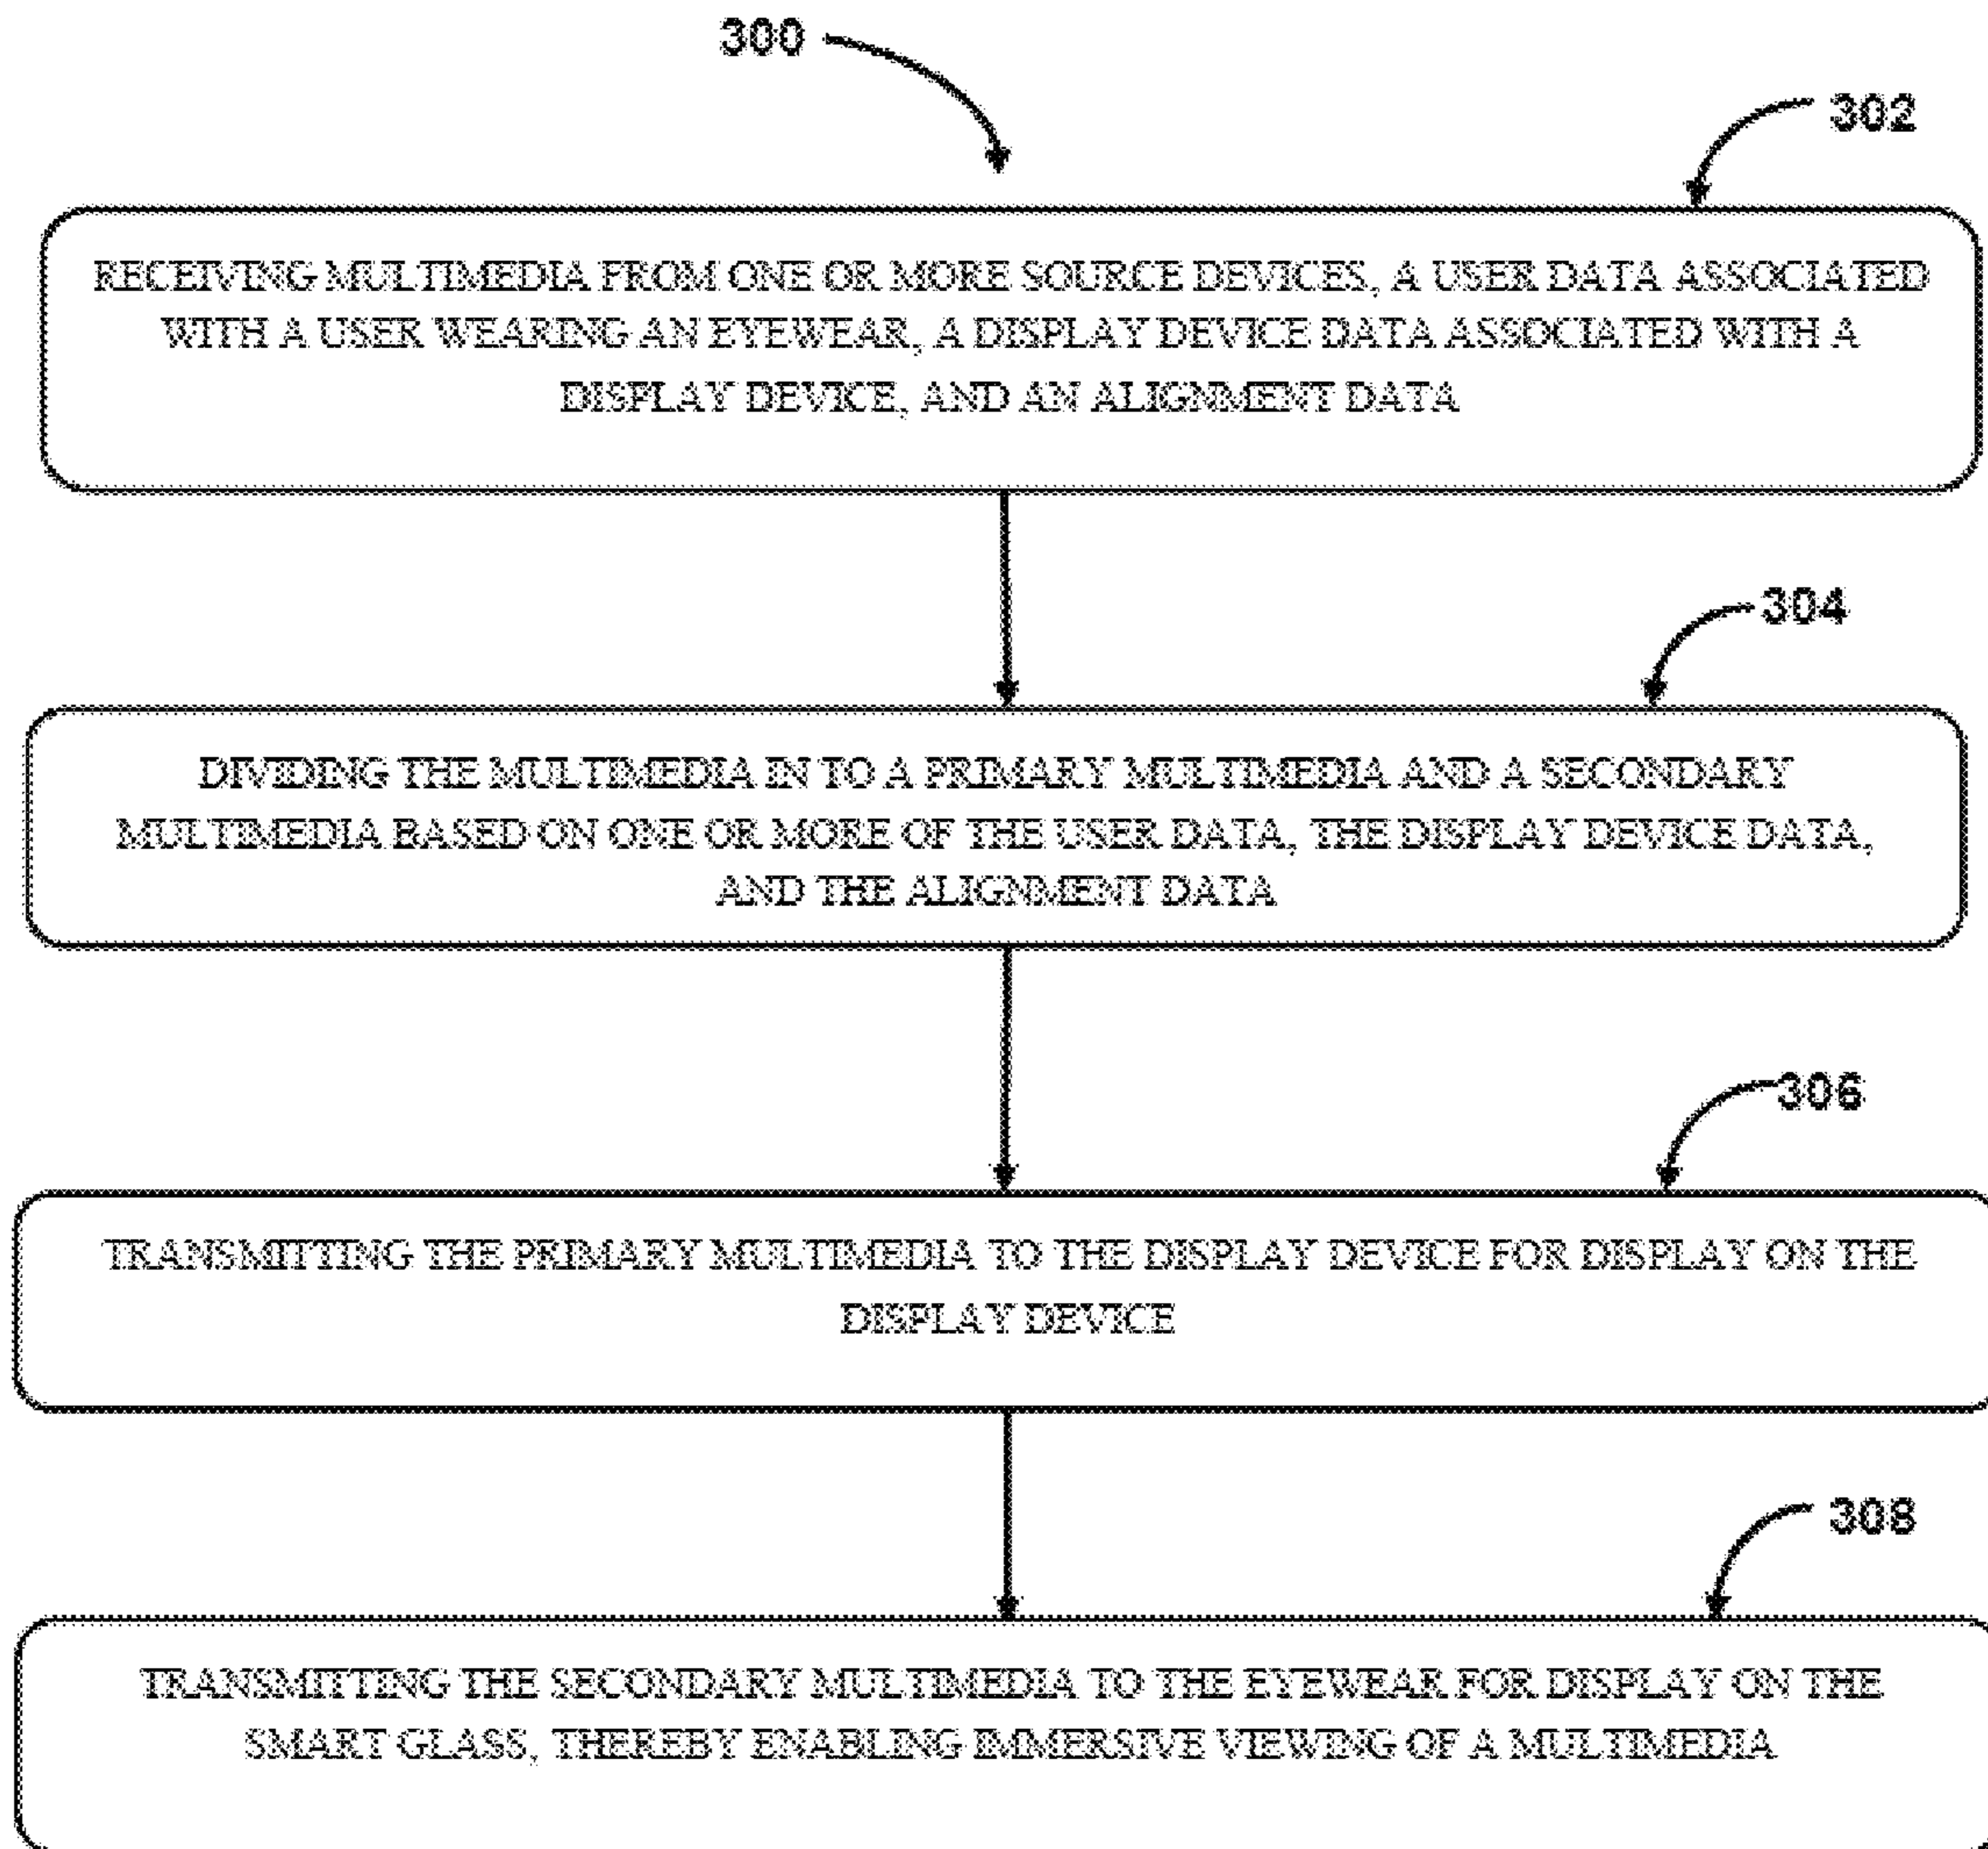 300
302
RECEIVING MULTIMEDIA FROM ONE OR MORE SOURCE DEVICES, A USER DATA ASSOCIATED
WITH A USER WEARING AN EYEWEAR, A DISPLAY DEVICE DATA ASSOCIATED WITH A
DISPLAY DEVICE, AND AN ALIGNMENT DATA
304
DIVIDING THE MULTIMEDIA IN TO A PRIMARY MULTIMEDIA AND A SECONDARY
MULTIMEDIA BASED ON ONE OR MORE OF THE USER DATA, THE DISPLAY DEVICE DATA,
AND THE ALIGNMENT DATA
306
TRANSMITTING THE PRIMARY MULTIMEDIA TO THE DISPLAY DEVICE FOR DISPLAY ON THE
DISPLAY DEVICE
308
TRANSMITTING THE SECONDARY MULTIMEDIA TO THE EYEWEAR FOR DISPLAY ON THE
SMART GLASS, THEREBY ENABLING IMMERSIVE VIEWING OF A MULTIMEDIA